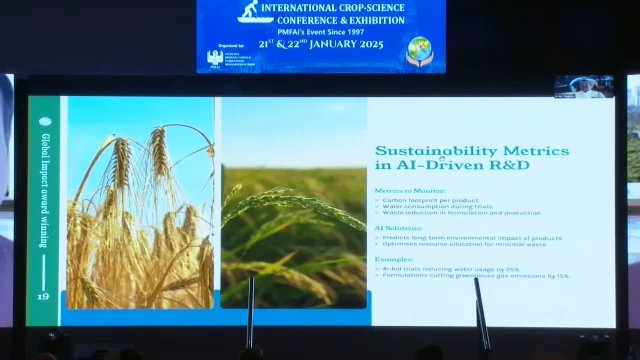 INTERNATIONAL CROP-SCIENCE
CONFERENCE & EXHIBITION
PMFAI's Event Since 1997
Organized by:
21ST & 22ND JANUARY 2025
Global Impact award winning
19
Sustainability Metrics
in AI-Driven R&D
Metrics to Monitor:
Carbon footprint per product.
Water consumption during trials.
Waste reduction in formulation and production.
AI Solutions:
Predicts long-term environmental impact of products.
Optimises resource allocation for minimal waste.
Examples:
AI-led trials reducing water usage by 25%.
Formulations cutting greenhouse gas emissions by 15%.